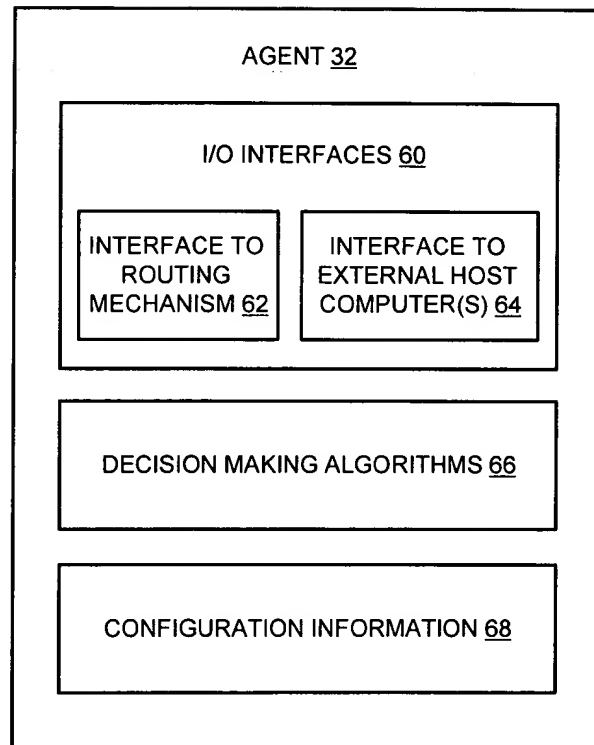 AGENT 32
I/O INTERFACES 60
INTERFACE TO
ROUTING
MECHANISM 62
INTERFACE TO
EXTERNAL HOST
COMPUTER(S) 64
DECISION MAKING ALGORITHMS 66
CONFIGURATION INFORMATION 68